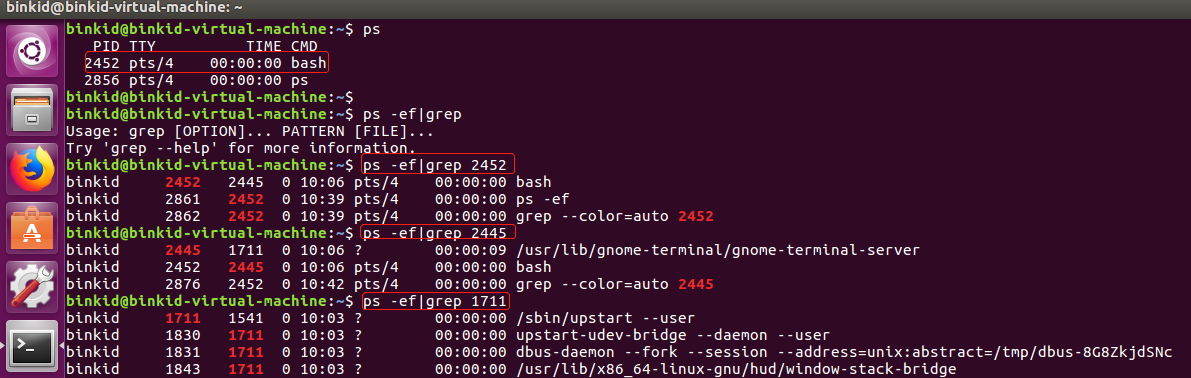 binkid@binkid-virtual-machine: ~
binkid@binkid-virtual-machine:~$ ps
PID TTY TIME CMD
2452 pts/4 00:00:00 bash
2856 pts/4 00:00:00 ps
binkid@binkid-virtual-machine:~$
binkid@binkid-virtual-machine:~$ ps -ef|grep
Usage: grep [OPTION]... PATTERN [FILE]...
Try 'grep --help' for more information.
binkid@binkid-virtual-machine:~$ ps -ef|grep 2452
binkid 2452 2445 0 10:06 pts/4 00:00:00 bash
binkid 2861 2452 0 10:39 pts/4 00:00:00 ps -ef
binkid 2862 2452 0 10:39 pts/4 00:00:00 grep --color=auto 2452
binkid@binkid-virtual-machine:~$ ps -ef|grep 2445
binkid 2445 1711 0 10:06 ? 00:00:09 /usr/lib/gnome-terminal/gnome-terminal-server
binkid 2452 2445 0 10:06 pts/4 00:00:00 bash
binkid 2876 2452 0 10:42 pts/4 00:00:00 grep --color=auto 2445
binkid@binkid-virtual-machine:~$ ps -ef|grep 1711
binkid 1711 1541 0 10:03 ? 00:00:00 /sbin/upstart --user
binkid 1830 1711 0 10:03 ? 00:00:00 upstart-udev-bridge --daemon --user
binkid 1831 1711 0 10:03 ? 00:00:00 dbus-daemon --fork --session --address=unix:abstract=/tmp/dbus-8G8ZkjdSNc
binkid 1843 1711 0 10:03 ? 00:00:00 /usr/lib/x86_64-linux-gnu/hud/window-stack-bridge